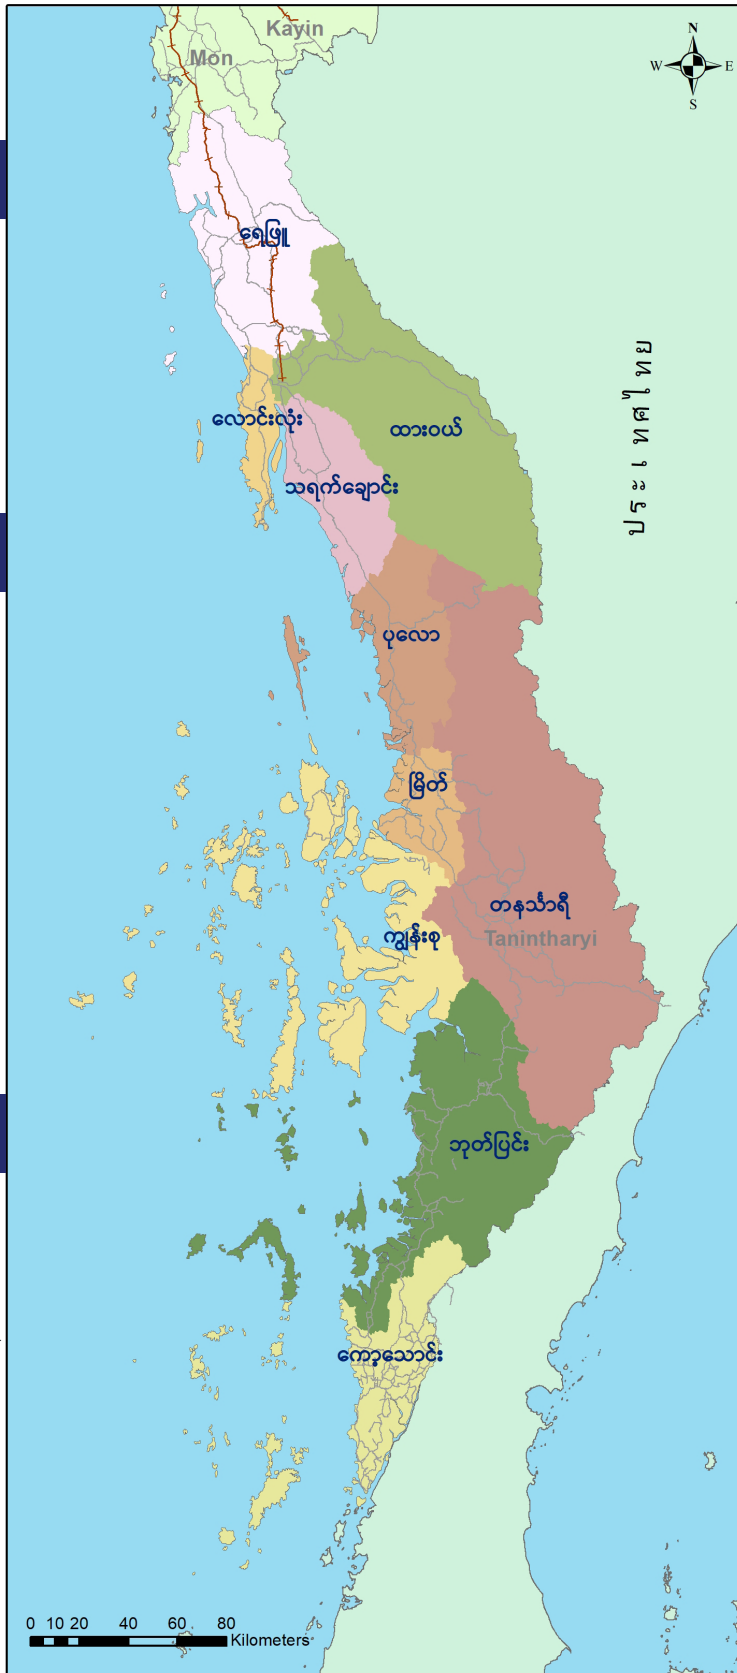 Kayin
Mon
N
W E
S
ရေဖြူ
ประเทศไทย
လောင်းလုံး
ထားဝယ်
သရက်ချောင်း
ပုလော
မြိတ်
တနင်္သာရီ
Tanintharyi
ကျွန်းစု
ဘုတ်ပြင်း
ကော့သောင်း
0 10 20 40 60 80
Kilometers